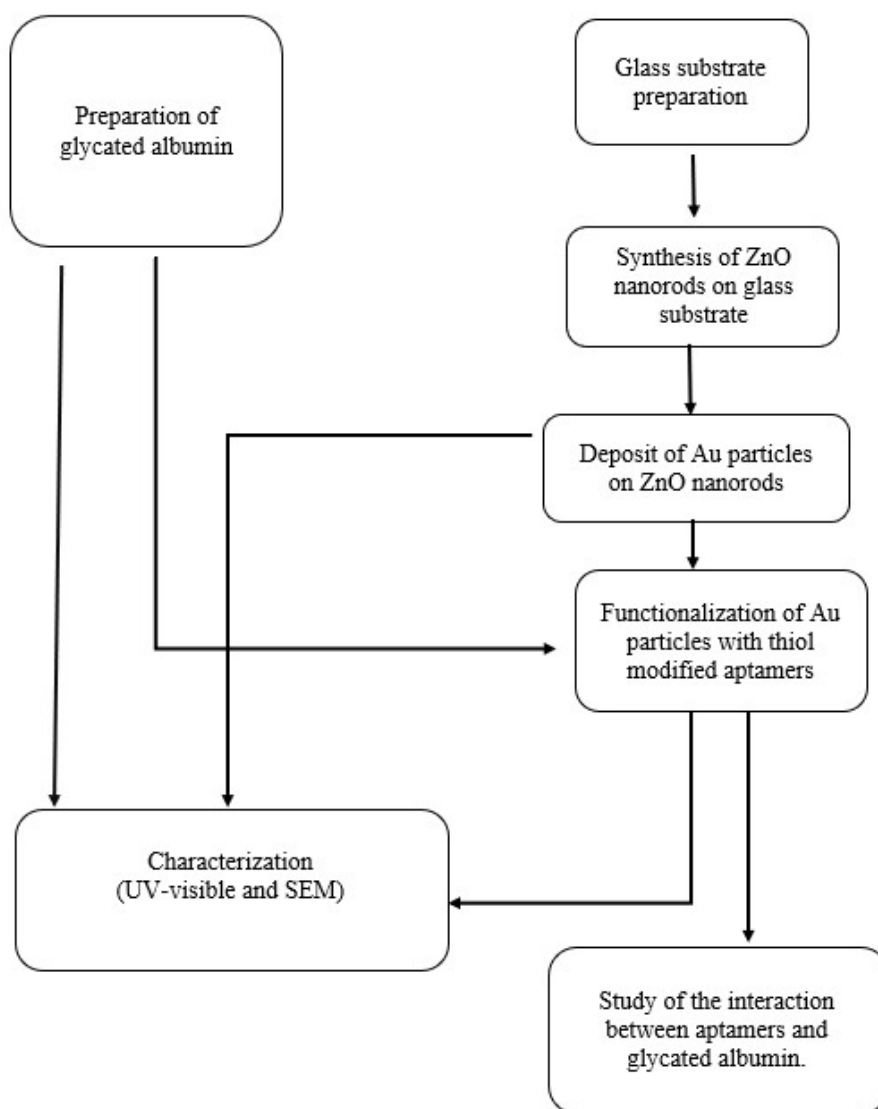 Preparation of
glycated albumin
Glass substrate
preparation
Synthesis of ZnO
nanorods on glass
substrate
Deposit of Au particles
on ZnO nanorods
Functionalization of Au
particles with thiol
modified aptamers
Characterization
(UV-visible and SEM)
Study of the interaction
between aptamers and
glycated albumin.